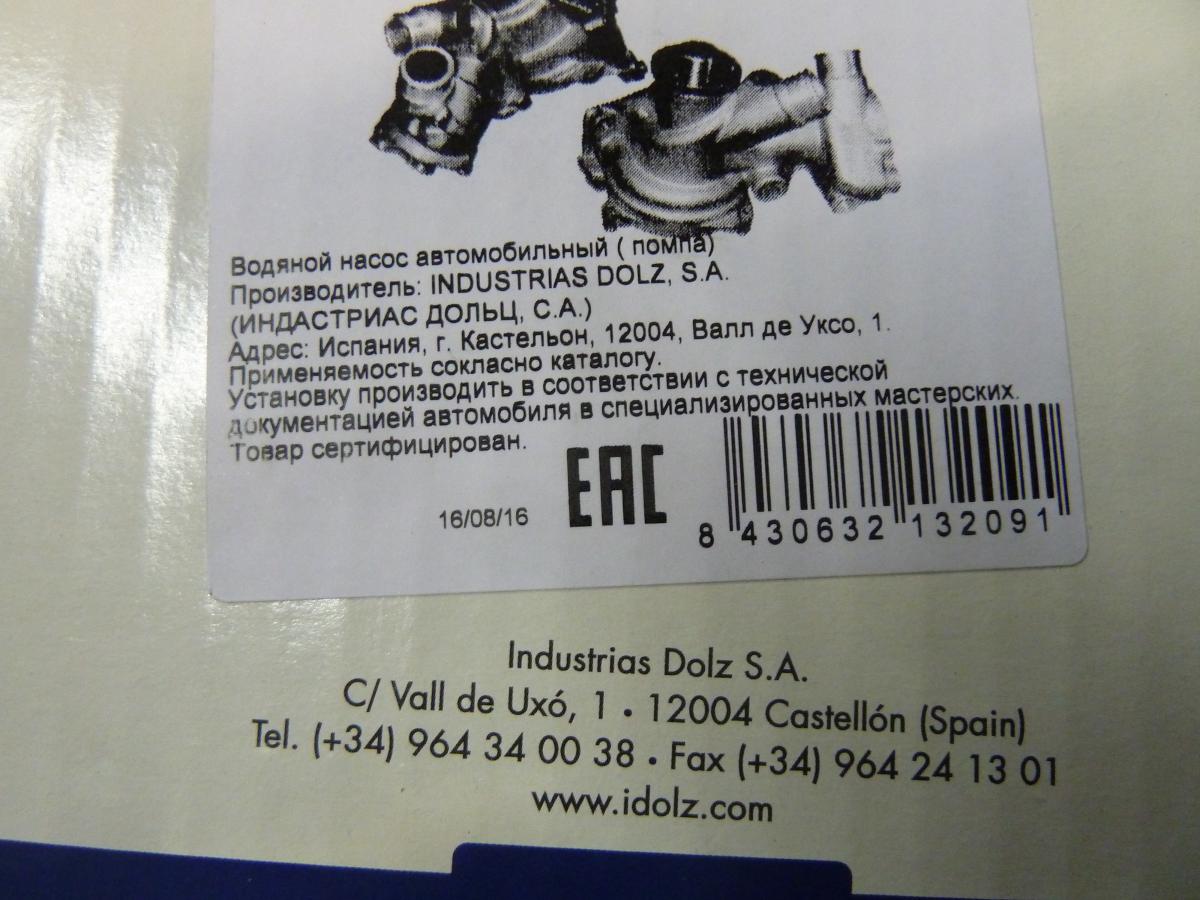 Водяной насос автомобильный ( помпа)
Производитель: INDUSTRIAS DOLZ, S.A.
(ИНДАСТРИАС ДОЛЬЦ, С.А.)
Адрес: Испания, г. Кастельон, 12004, Валл де Уксо, 1.
Применяемость сокласно каталогу.
Установку производить в соответствии с технической
документацией автомобиля в специализированных мастерских.
Товар сертифицирован.
16/08/16
EAC
8 430632 132091
Industrias Dolz S.A.
C/ Vall de Uxó, 1 • 12004 Castellón (Spain)
Tel. (+34) 964 34 00 38 • Fax (+34) 964 24 13 01
www.idolz.com